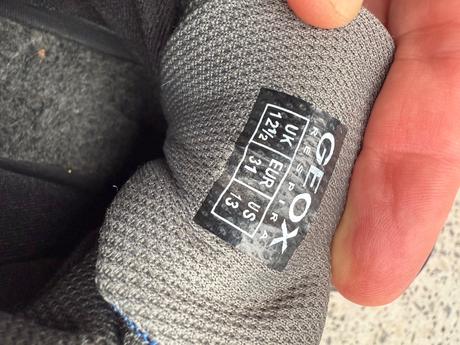 GEOX
RESPIRA
UK EUR US
12½ 31 13